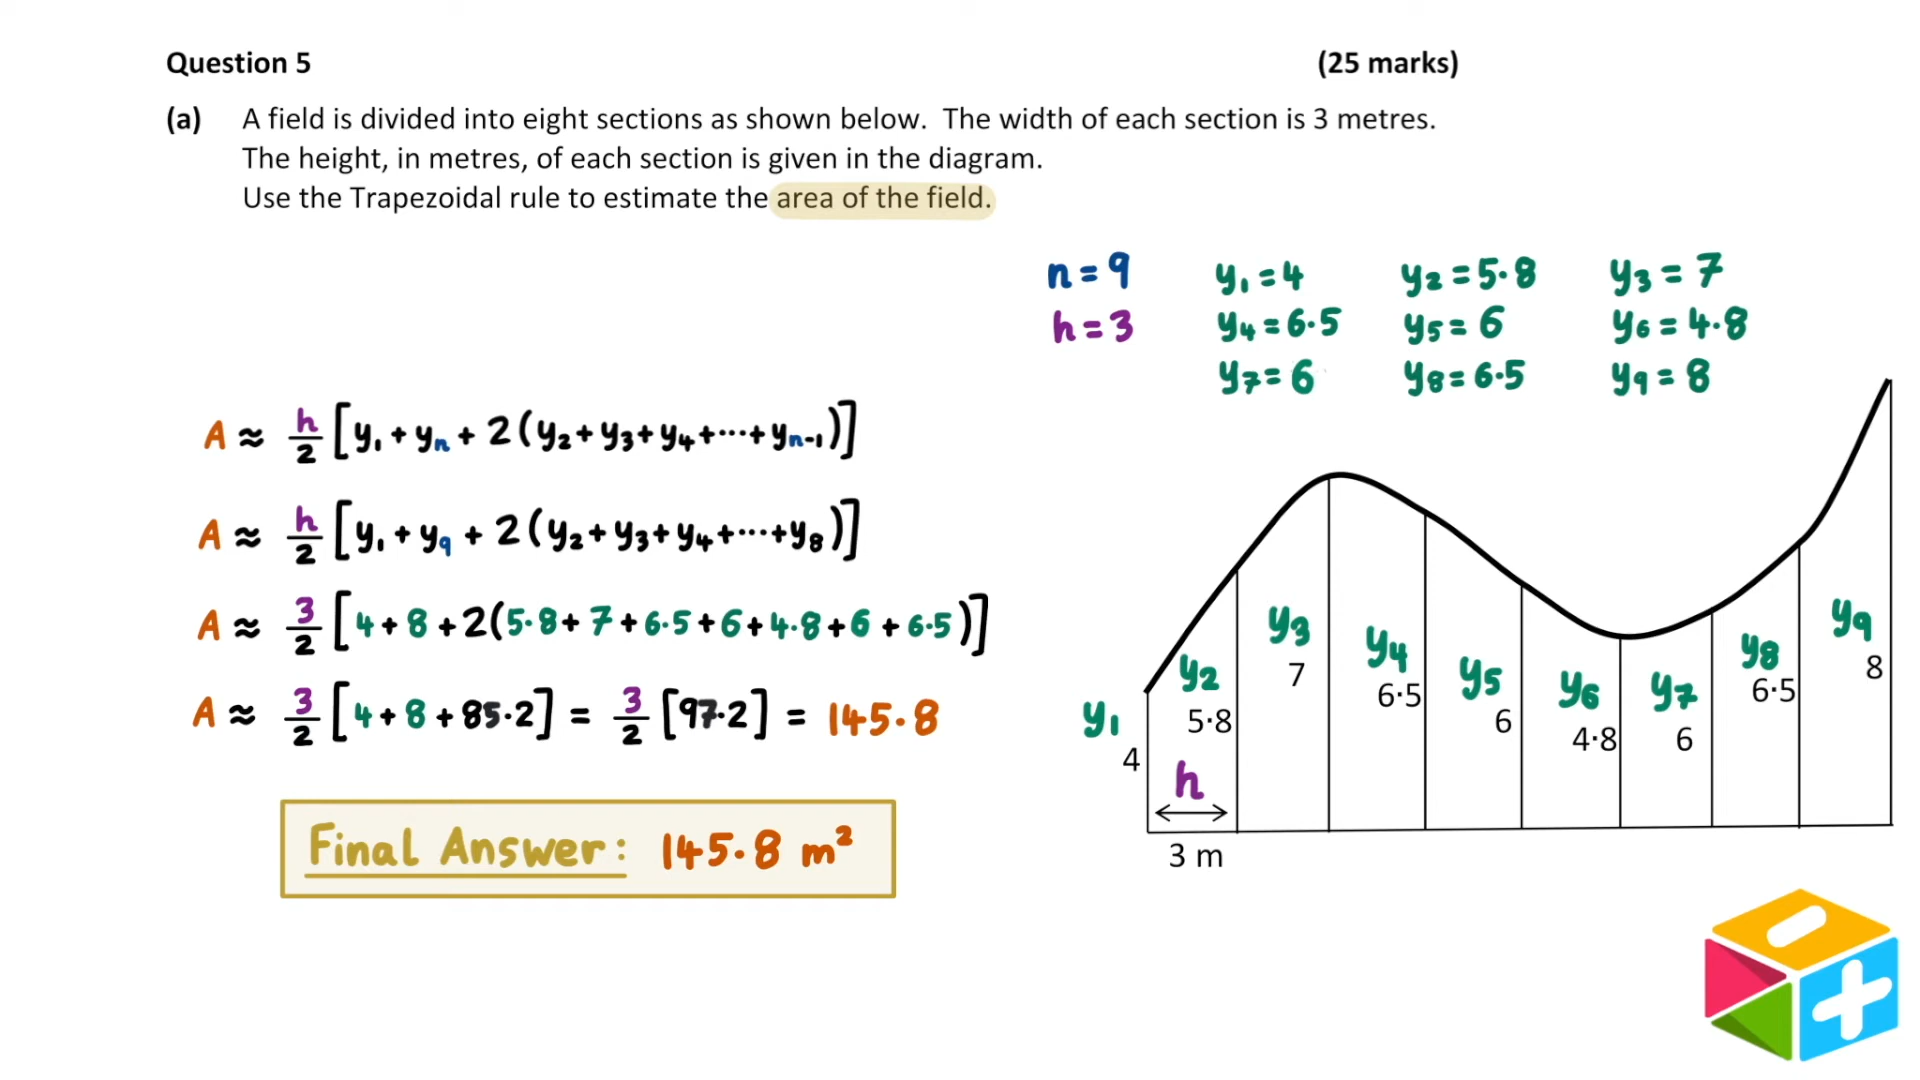 Question 5 (25 marks)
(a) A field is divided into eight sections as shown below. The width of each section is 3 metres.
The height, in metres, of each section is given in the diagram.
Use the Trapezoidal rule to estimate the area of the field.
n = 9 y₁ = 4 y₂ = 5·8 y₃ = 7
h = 3 y₄ = 6·5 y₅ = 6 y₆ = 4·8
y₇ = 6 y₈ = 6·5 y₉ = 8
A ≈ h/2 [y₁ + yₙ + 2(y₂ + y₃ + y₄ + ··· + yₙ₋₁)]
A ≈ h/2 [y₁ + y₉ + 2(y₂ + y₃ + y₄ + ··· + y₈)]
A ≈ 3/2 [4 + 8 + 2(5·8 + 7 + 6·5 + 6 + 4·8 + 6 + 6·5)]
A ≈ 3/2 [4 + 8 + 85·2] = 3/2 [97·2] = 145·8
Final Answer: 145·8 m²
y₁ y₂ y₃ y₄ y₅ y₆ y₇ y₈ y₉
4 5·8 7 6·5 6 4·8 6 6·5 8
h
3 m